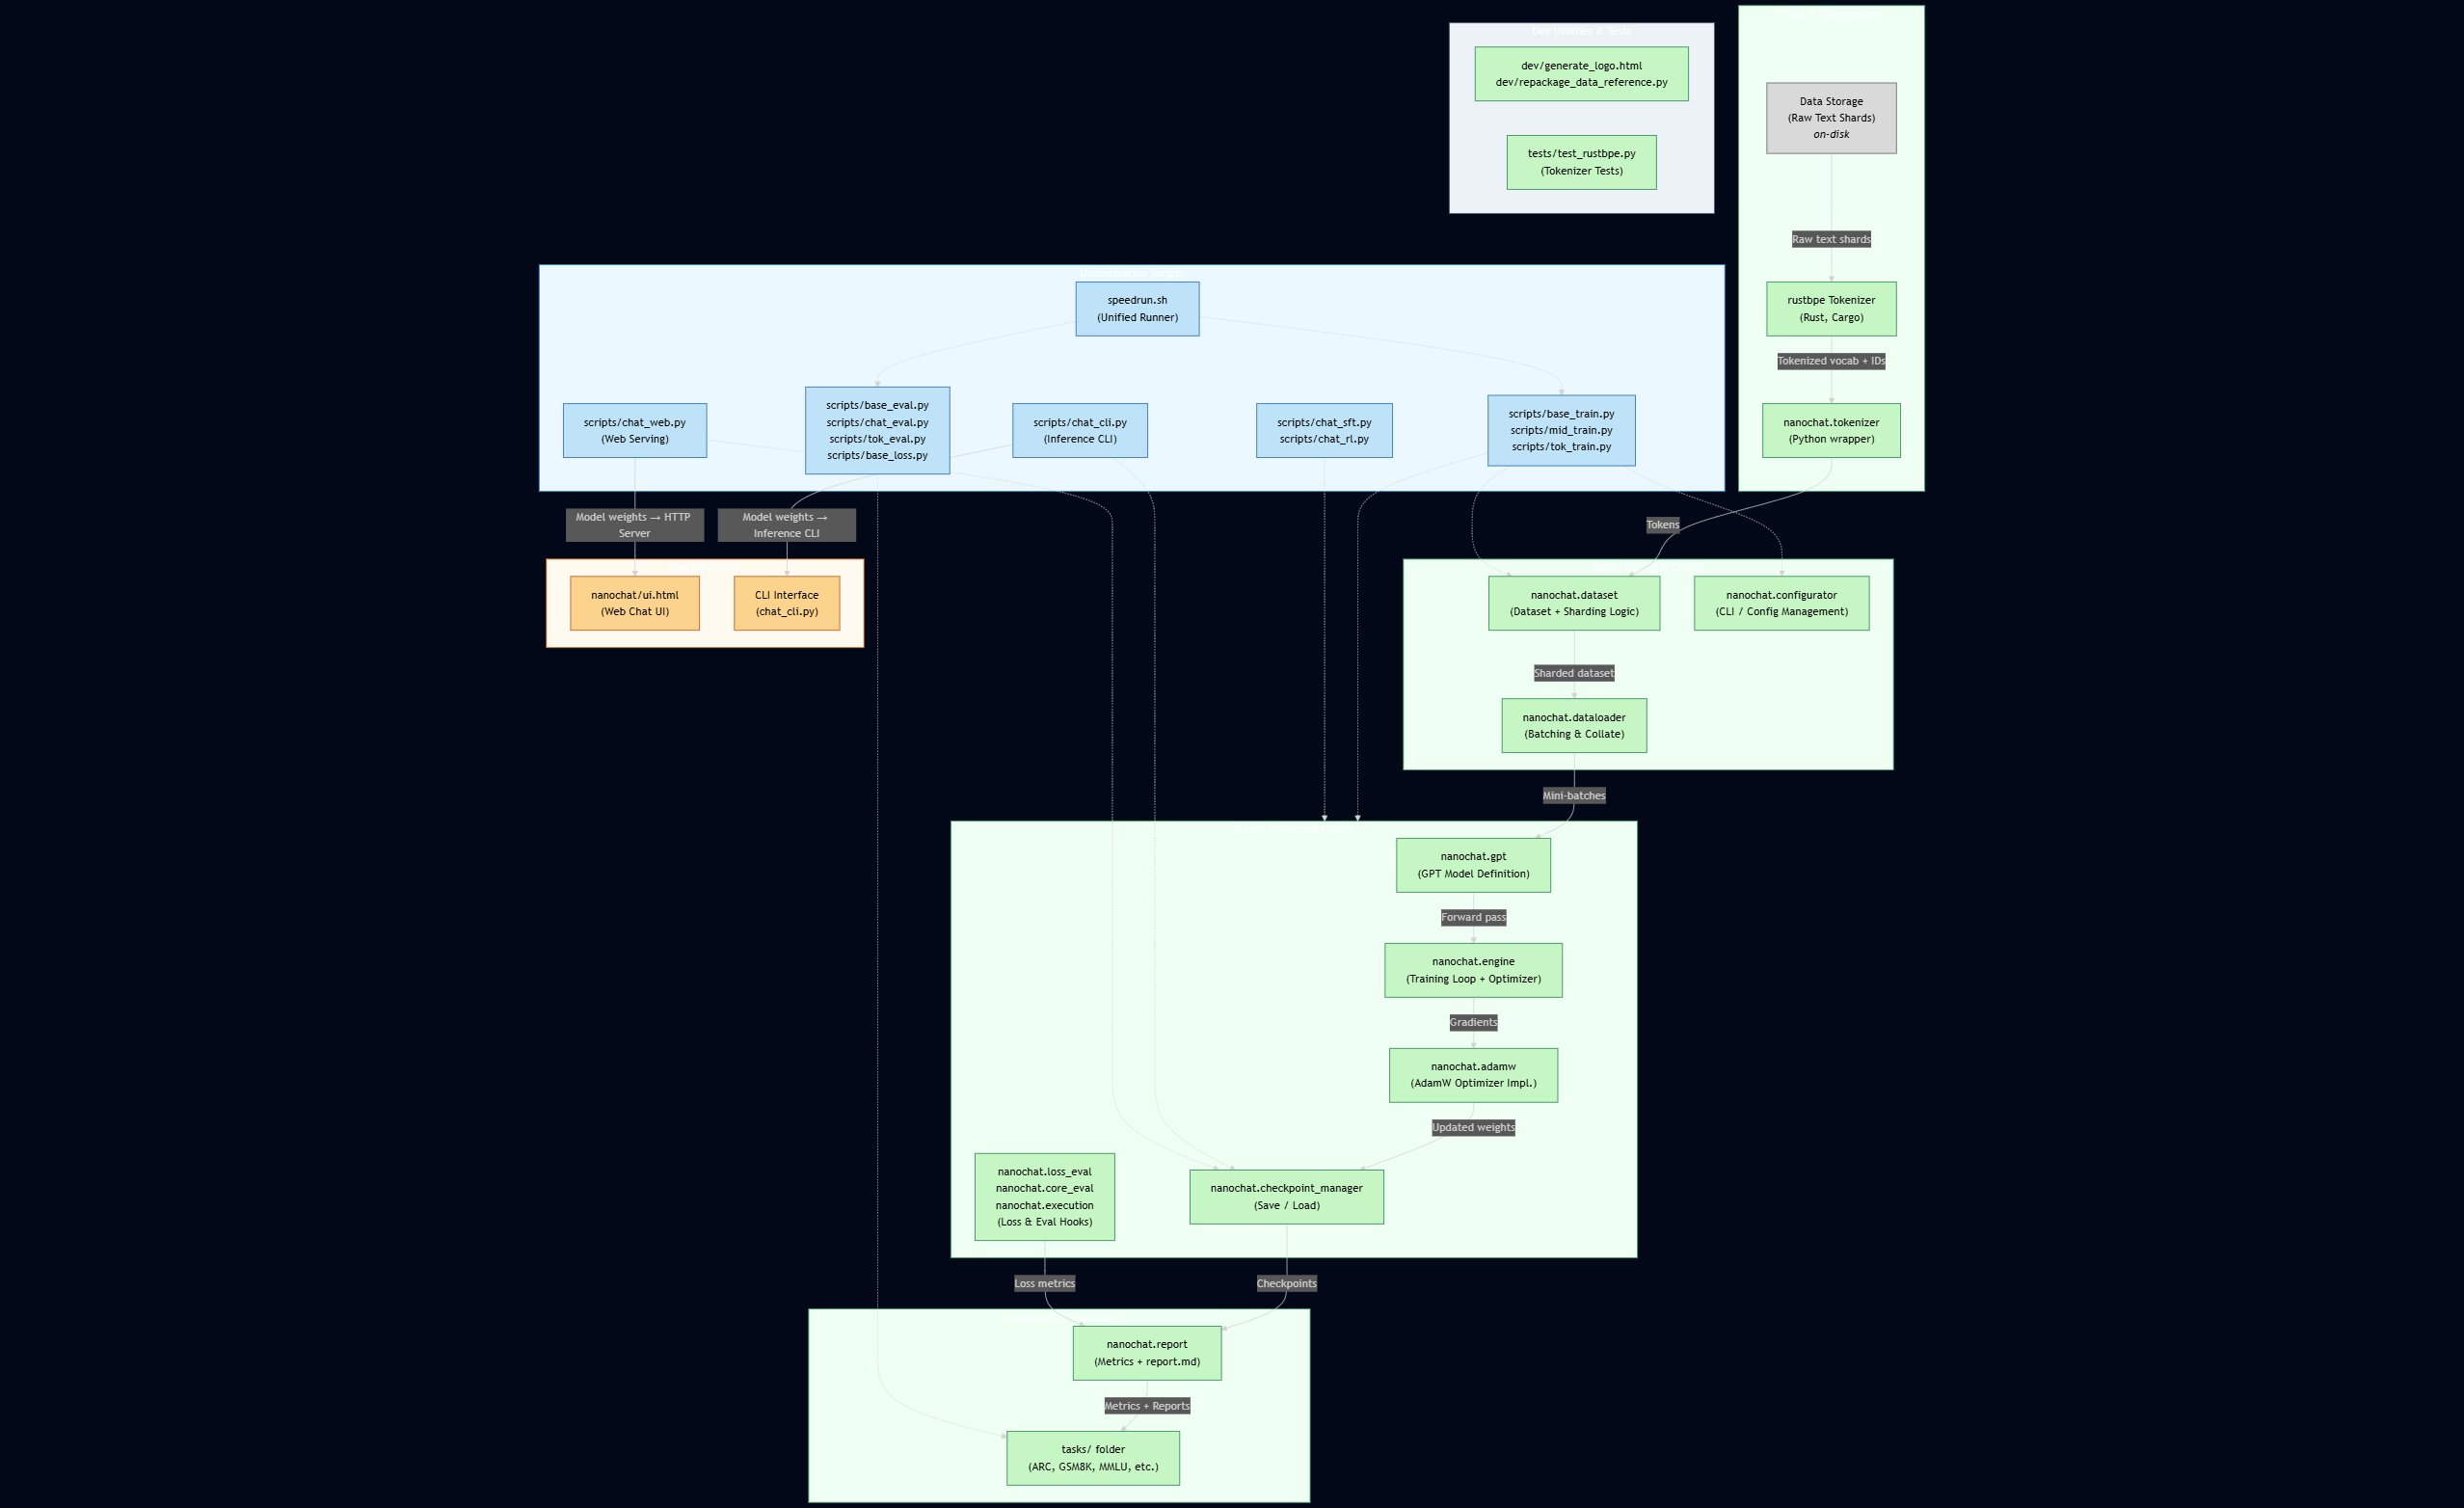 Dev Utilities & Tests
dev/generate_logo.html
dev/repackage_data_reference.py
tests/test_rustbpe.py
(Tokenizer Tests)
Data Storage
(Raw Text Shards)
on-disk
Raw text shards
rustbpe Tokenizer
(Rust, Cargo)
Tokenized vocab + IDs
nanochat.tokenizer
(Python wrapper)
Orchestration Scripts
speedrun.sh
(Unified Runner)
scripts/chat_web.py
(Web Serving)
scripts/base_eval.py
scripts/chat_eval.py
scripts/tok_eval.py
scripts/base_loss.py
scripts/chat_cli.py
(Inference CLI)
scripts/chat_sft.py
scripts/chat_rl.py
scripts/base_train.py
scripts/mid_train.py
scripts/tok_train.py
Model weights → HTTP
Server
Model weights →
Inference CLI
Tokens
nanochat/ui.html
(Web Chat UI)
CLI Interface
(chat_cli.py)
nanochat.dataset
(Dataset + Sharding Logic)
nanochat.configurator
(CLI / Config Management)
Sharded dataset
nanochat.dataloader
(Batching & Collate)
Mini-batches
nanochat.gpt
(GPT Model Definition)
Forward pass
nanochat.engine
(Training Loop + Optimizer)
Gradients
nanochat.adamw
(AdamW Optimizer Impl.)
Updated weights
nanochat.loss_eval
nanochat.core_eval
nanochat.execution
(Loss & Eval Hooks)
nanochat.checkpoint_manager
(Save / Load)
Loss metrics
Checkpoints
nanochat.report
(Metrics + report.md)
Metrics + Reports
tasks/ folder
(ARC, GSM8K, MMLU, etc.)